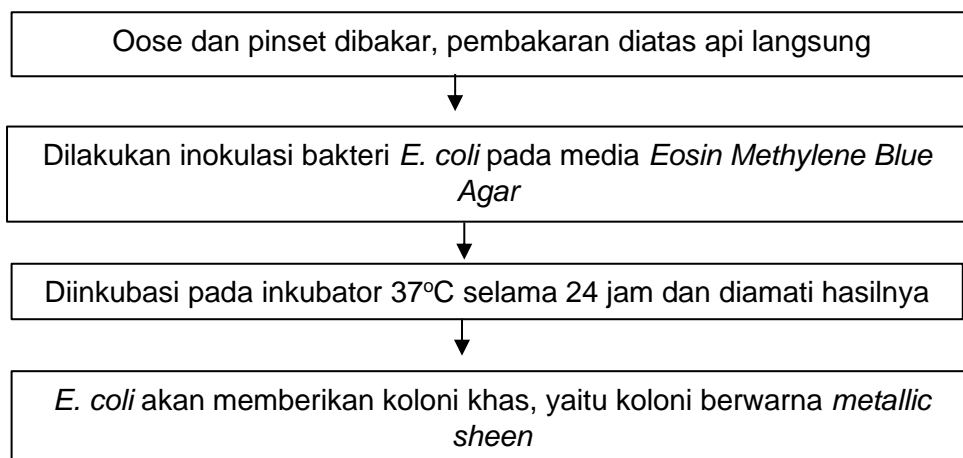 Oose dan pinset dibakar, pembakaran diatas api langsung
Dilakukan inokulasi bakteri E. coli pada media Eosin Methylene Blue
Agar
Diinkubasi pada inkubator 37°C selama 24 jam dan diamati hasilnya
E. coli akan memberikan koloni khas, yaitu koloni berwarna metallic
sheen